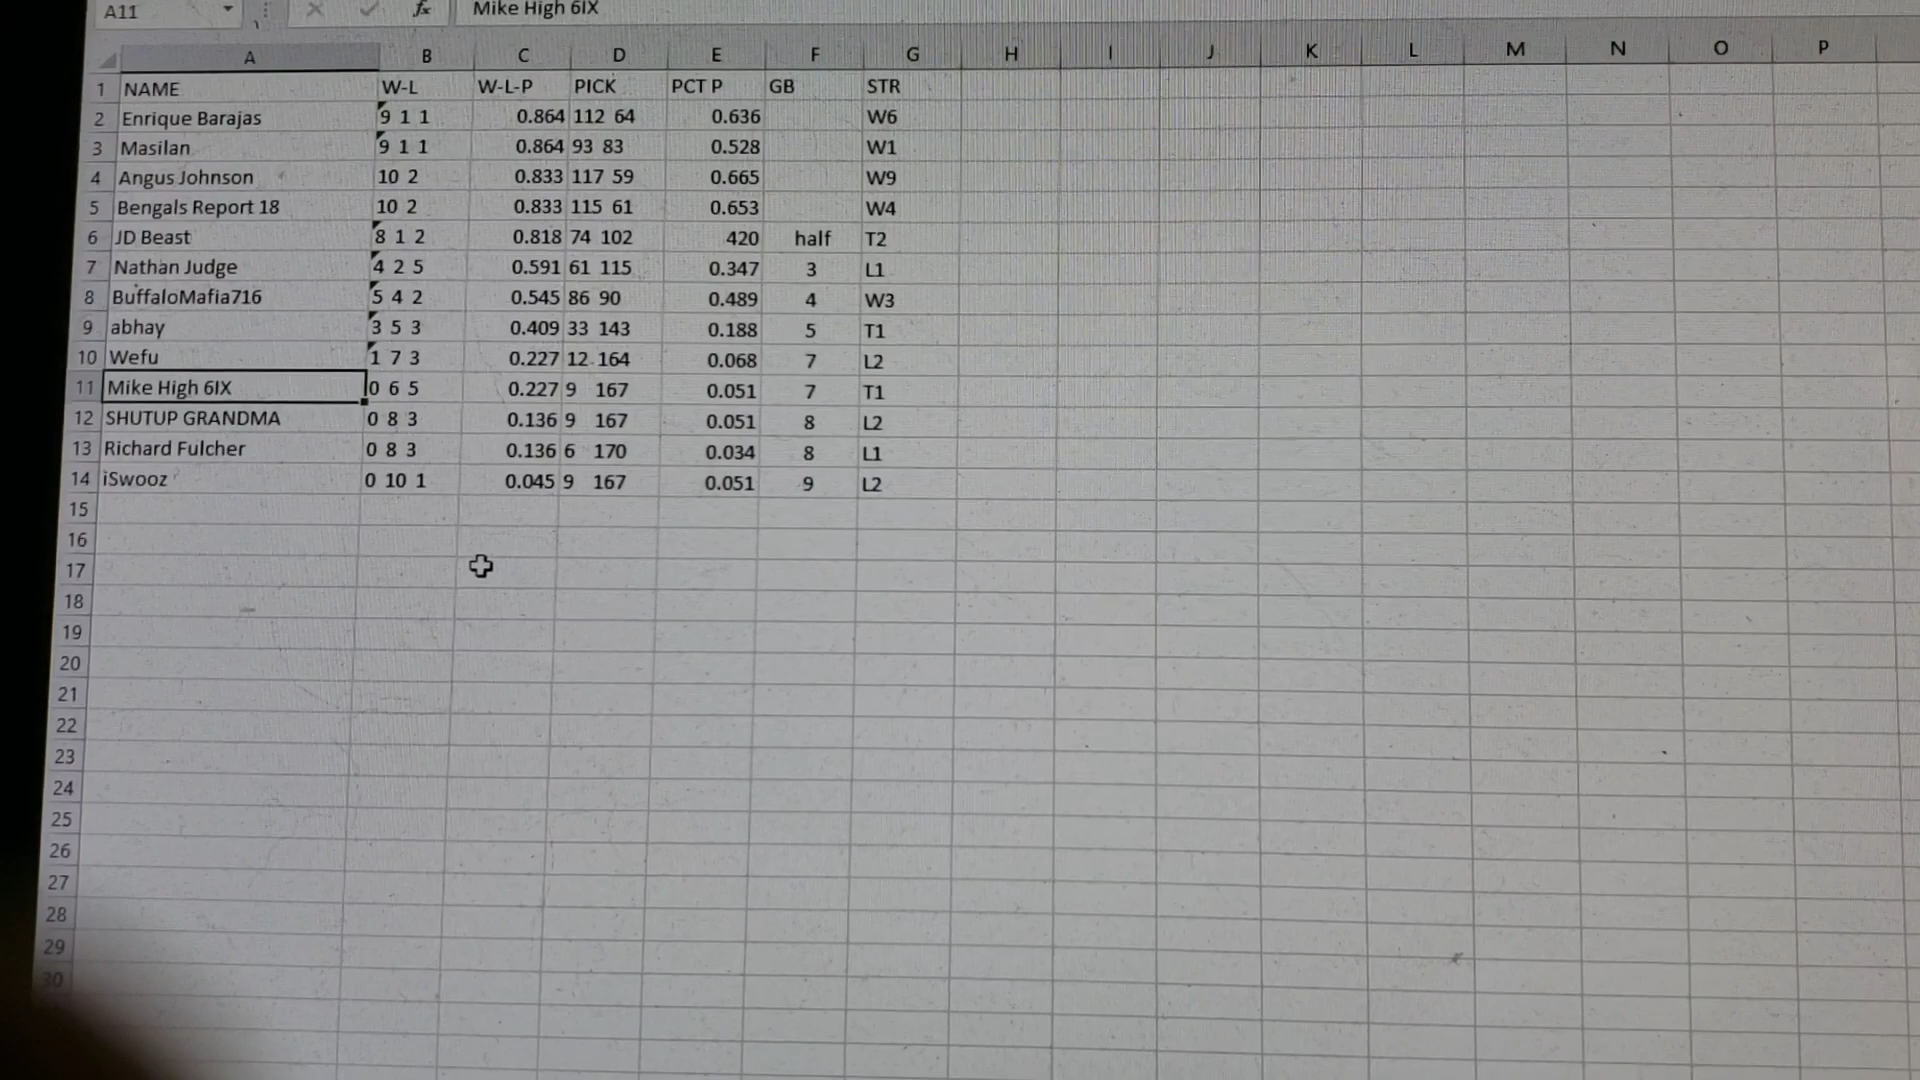 A11 fx Mike High 6IX
A B C D E F G H I J K L M N O P
1 NAME W-L W-L-P PICK PCT P GB STR
2 Enrique Barajas 9 1 1 0.864 112 64 0.636 W6
3 Masilan 9 1 1 0.864 93 83 0.528 W1
4 Angus Johnson 10 2 0.833 117 59 0.665 W9
5 Bengals Report 18 10 2 0.833 115 61 0.653 W4
6 JD Beast 8 1 2 0.818 74 102 420 half T2
7 Nathan Judge 4 2 5 0.591 61 115 0.347 3 L1
8 BuffaloMafia716 5 4 2 0.545 86 90 0.489 4 W3
9 abhay 3 5 3 0.409 33 143 0.188 5 T1
10 Wefu 1 7 3 0.227 12 164 0.068 7 L2
11 Mike High 6IX 0 6 5 0.227 9 167 0.051 7 T1
12 SHUTUP GRANDMA 0 8 3 0.136 9 167 0.051 8 L2
13 Richard Fulcher 0 8 3 0.136 6 170 0.034 8 L1
14 iSwooz 0 10 1 0.045 9 167 0.051 9 L2
15
16
17
18
19
20
21
22
23
24
25
26
27
28
29
30